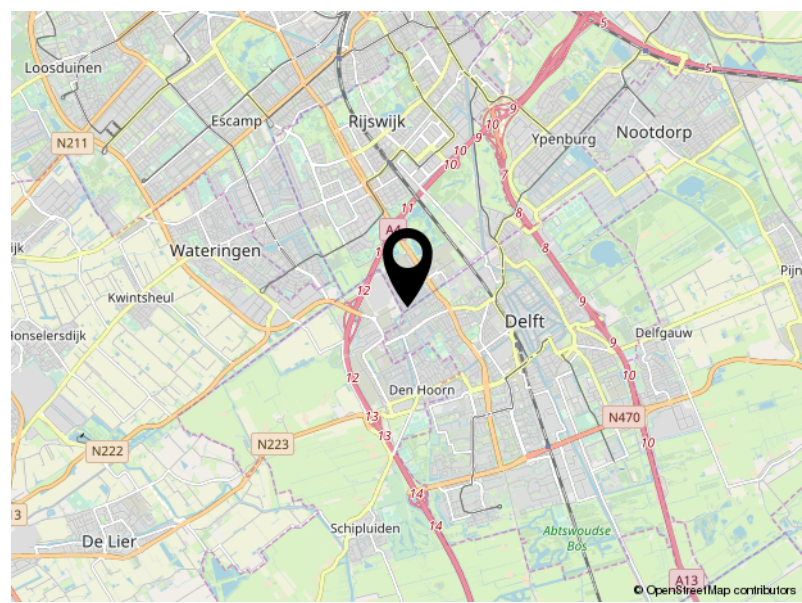 5
Loosduinen
5
9
Escamp
Rijswijk
10
9
Ypenburg
Nootdorp
N211
10
10
7
11
8
A4
Wateringen
8
ijk
12
Pijn
Kwintsheul
9
Delft
Honselersdijk
Delfgauw
9
12
10
Den Hoorn
13
N470
13
N223
N222
10
14
3
14
Schipluiden
De Lier
Abtswoudse
Bos
A13
© OpenStreetMap contributors